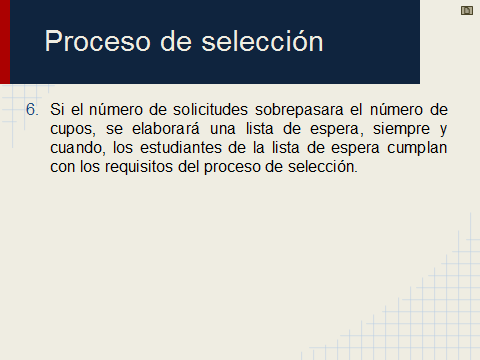 Proceso de selección
6. Si el número de solicitudes sobrepasara el número de
cupos, se elaborará una lista de espera, siempre y
cuando, los estudiantes de la lista de espera cumplan
con los requisitos del proceso de selección.